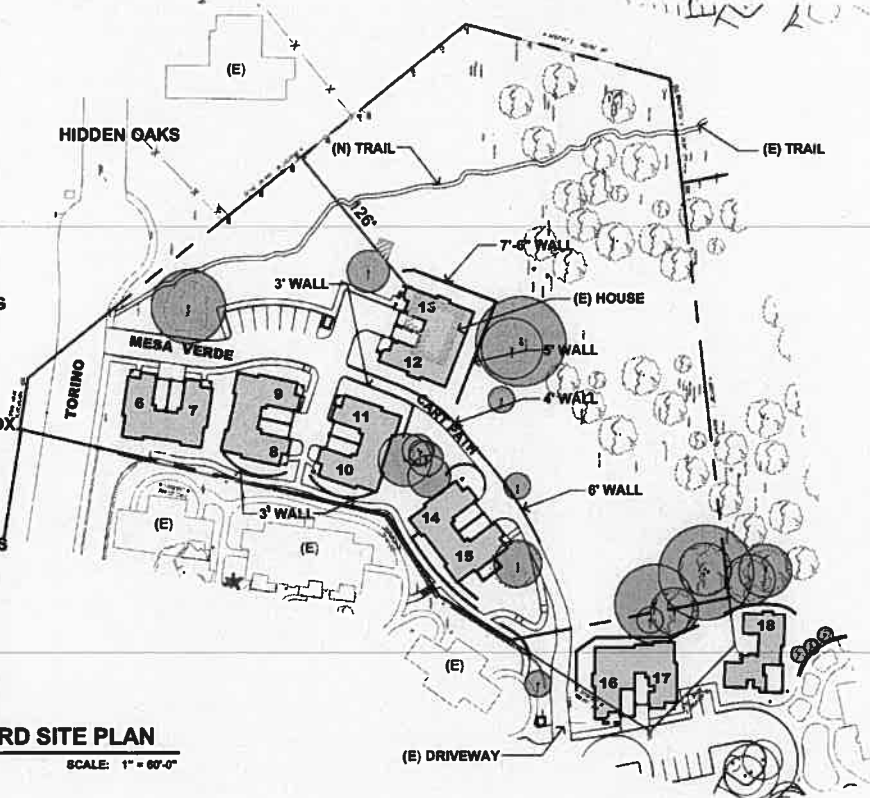 (E)
HIDDEN OAKS
(N) TRAIL
(E) TRAIL
126'
7'-6" WALL
3' WALL
13
(E) HOUSE
MESA VERDE
12
5' WALL
TORINO
6
7
9
11
4' WALL
CART PATH
8
10
6' WALL
3' WALL
14
(E)
(E)
15
18
(E)
16
17
RD SITE PLAN
(E) DRIVEWAY
SCALE: 1" = 60'-0"